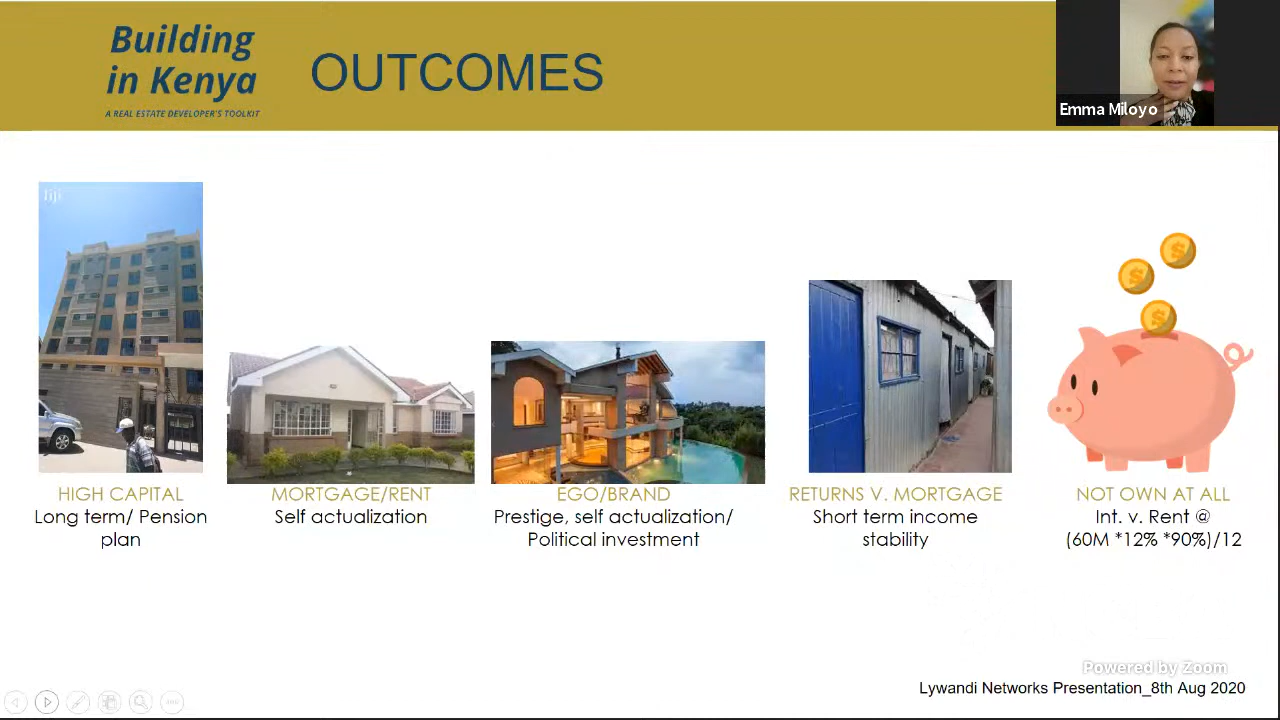 Building
in Kenya
A REAL ESTATE DEVELOPER'S TOOLKIT
OUTCOMES
Emma Miloyo
jiji
HIGH CAPITAL
Long term/ Pension
plan
MORTGAGE/RENT
Self actualization
EGO/BRAND
Prestige, self actualization/
Political investment
RETURNS V. MORTGAGE
Short term income
stability
NOT OWN AT ALL
Int. v. Rent @
(60M *12% *90%)/12
Powered by Zoom
Lywandi Networks Presentation_8th Aug 2020